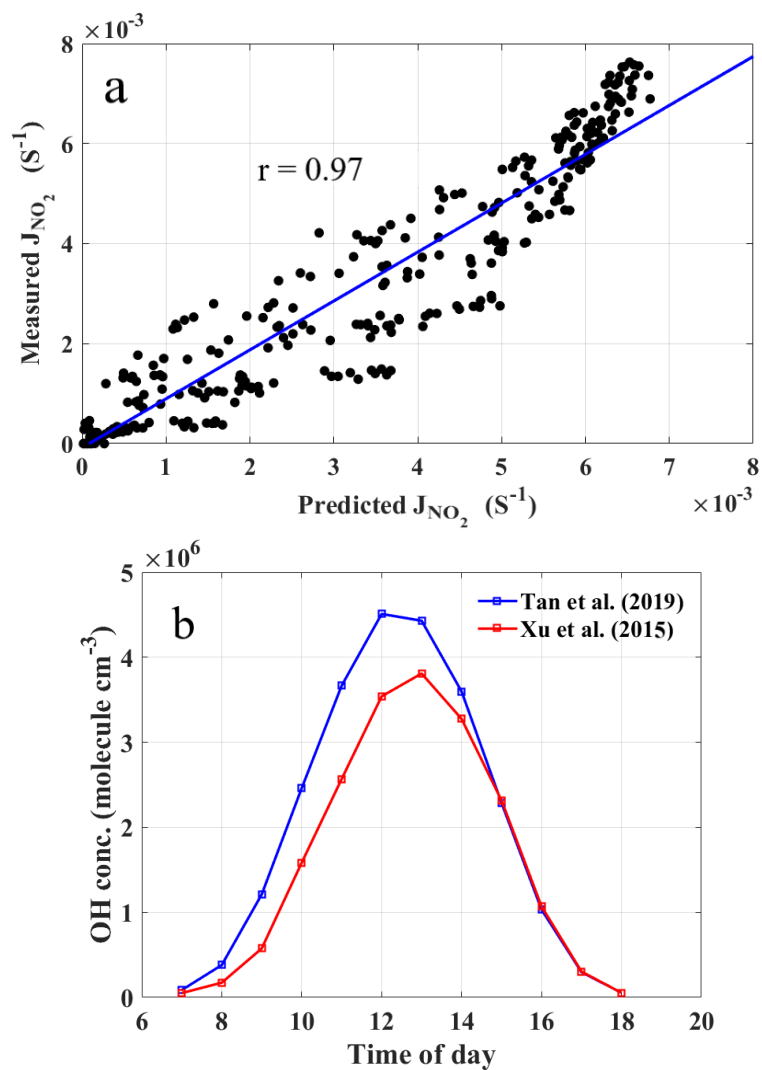 ×10⁻³
8
a
6
r = 0.97
4
2
0
Measured J_NO₂ (S⁻¹)
0 1 2 3 4 5 6 7 8
Predicted J_NO₂ (S⁻¹) ×10⁻³
×10⁶
5
Tan et al. (2019)
b
Xu et al. (2015)
4
3
2
1
0
OH conc. (molecule cm⁻³)
6 8 10 12 14 16 18 20
Time of day